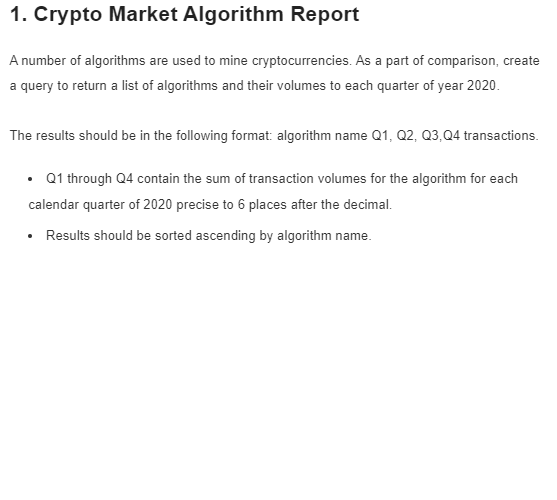 1. Crypto Market Algorithm Report
A number of algorithms are used to mine cryptocurrencies. As a part of comparison, create
a query to return a list of algorithms and their volumes to each quarter of year 2020.
The results should be in the following format: algorithm name Q1, Q2, Q3,Q4 transactions.
• Q1 through Q4 contain the sum of transaction volumes for the algorithm for each
calendar quarter of 2020 precise to 6 places after the decimal.
• Results should be sorted ascending by algorithm name.